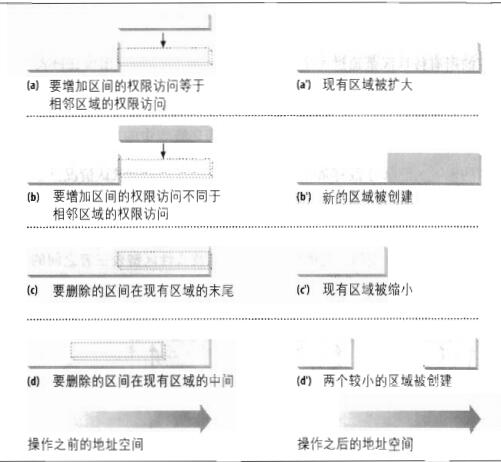 (a) 要增加区间的权限访问等于
相邻区域的权限访问
(a') 现有区域被扩大
(b) 要增加区间的权限访问不同于
相邻区域的权限访问
(b') 新的区域被创建
(c) 要删除的区间在现有区域的末尾
(c') 现有区域被缩小
(d) 要删除的区间在现有区域的中间
(d') 两个较小的区域被创建
操作之前的地址空间
操作之后的地址空间